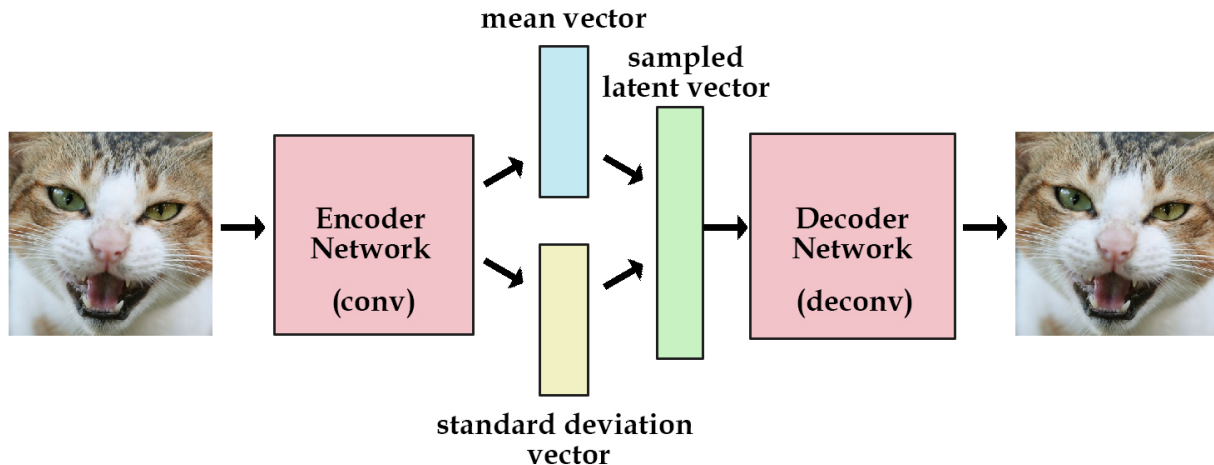 mean vector
sampled
latent vector
Encoder
Network
(conv)
Decoder
Network
(deconv)
standard deviation
vector